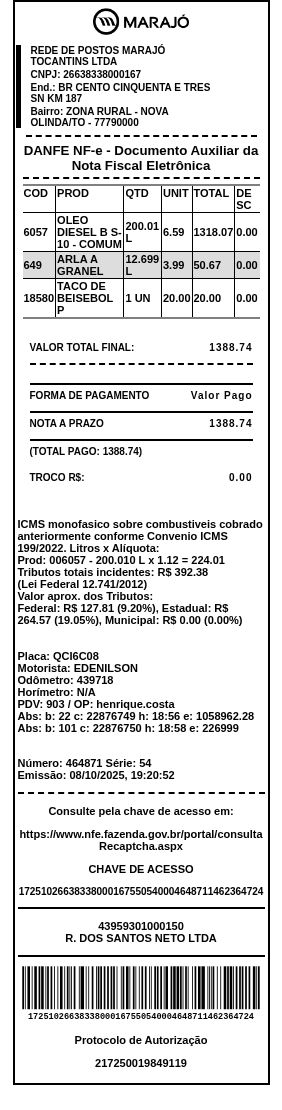 MARAJÓ
REDE DE POSTOS MARAJÓ
TOCANTINS LTDA
CNPJ: 26638338000167
End.: BR CENTO CINQUENTA E TRES
SN KM 187
Bairro: ZONA RURAL - NOVA
OLINDA/TO - 77790000
DANFE NF-e - Documento Auxiliar da
Nota Fiscal Eletrônica
COD PROD QTD UNIT TOTAL DE
SC
OLEO
6057 DIESEL B S- 200.01 6.59 1318.07 0.00
10 - COMUM L
649 ARLA A 12.699 3.99 50.67 0.00
GRANEL L
TACO DE
18580 BEISEBOL 1 UN 20.00 20.00 0.00
P
VALOR TOTAL FINAL: 1388.74
FORMA DE PAGAMENTO Valor Pago
NOTA A PRAZO 1388.74
(TOTAL PAGO: 1388.74)
TROCO R$: 0.00
ICMS monofasico sobre combustiveis cobrado
anteriormente conforme Convenio ICMS
199/2022. Litros x Alíquota:
Prod: 006057 - 200.010 L x 1.12 = 224.01
Tributos totais incidentes: R$ 392.38
(Lei Federal 12.741/2012)
Valor aprox. dos Tributos:
Federal: R$ 127.81 (9.20%), Estadual: R$
264.57 (19.05%), Municipal: R$ 0.00 (0.00%)
Placa: QCI6C08
Motorista: EDENILSON
Odômetro: 439718
Horímetro: N/A
PDV: 903 / OP: henrique.costa
Abs: b: 22 c: 22876749 h: 18:56 e: 1058962.28
Abs: b: 101 c: 22876750 h: 18:58 e: 226999
Número: 464871 Série: 54
Emissão: 08/10/2025, 19:20:52
Consulte pela chave de acesso em:
https://www.nfe.fazenda.gov.br/portal/consulta
Recaptcha.aspx
CHAVE DE ACESSO
17251026638338000167550540004648711462364724
43959301000150
R. DOS SANTOS NETO LTDA
17251026638338000167550540004648711462364724
Protocolo de Autorização
217250019849119